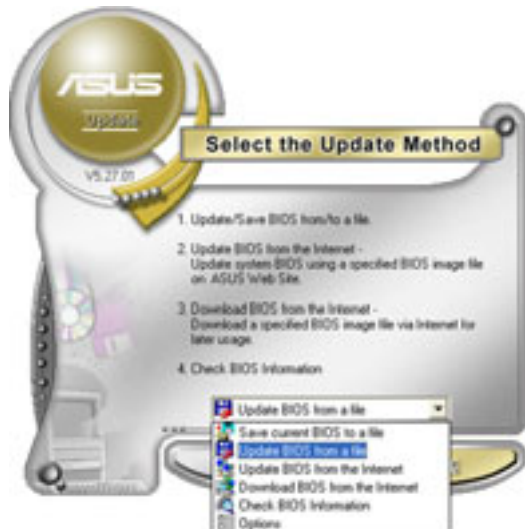 ASUS
Update
V5.27.01
Select the Update Method
1. Update/Save BIOS from/to a file.
2. Update BIOS from the Internet -
Update system BIOS using a specified BIOS image file
on ASUS Web Site.
3. Download BIOS from the Internet -
Download a specified BIOS image file via Internet for
later usage.
4. Check BIOS Information
Update BIOS from a file
Save current BIOS to a file
Update BIOS from a file
Update BIOS from the Internet
Download BIOS from the Internet
Check BIOS Information
Options